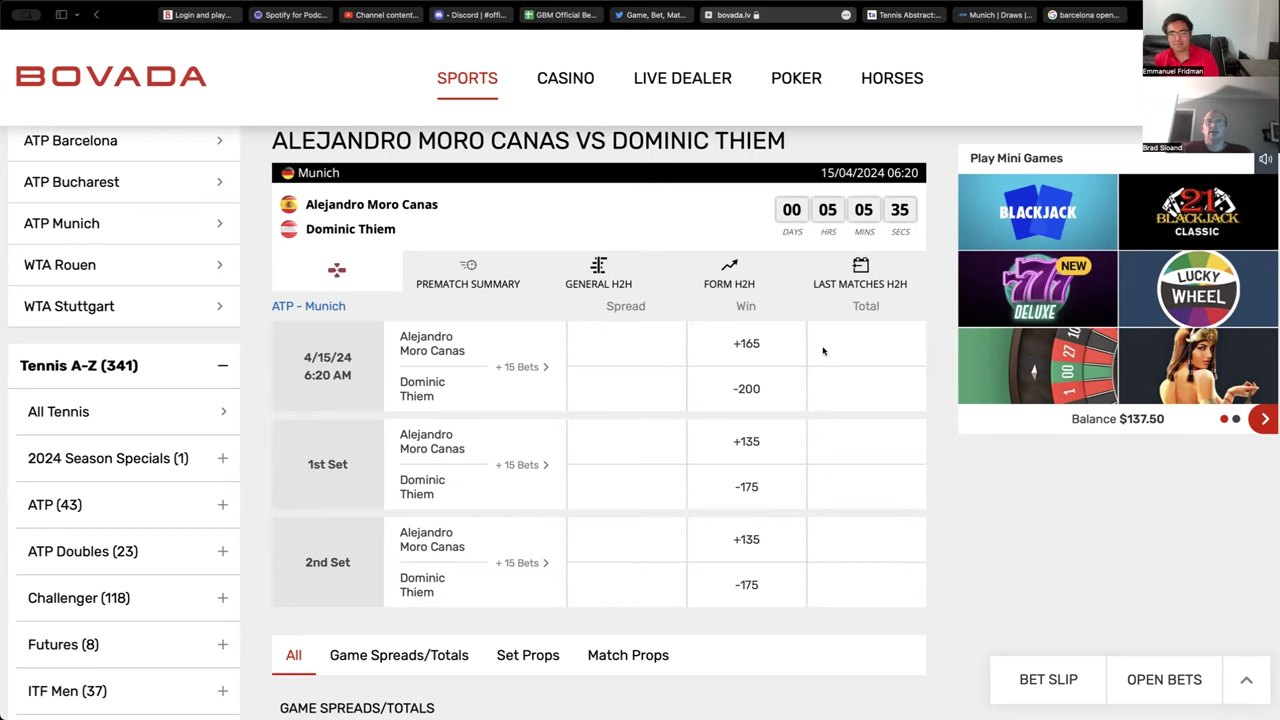 Login and play...
Spotify for Podc...
Channel content...
Discord | #offi...
GBM Official Be...
Game, Bet, Mat...
bovada.lv
Tennis Abstract:...
Munich | Draws |...
barcelona open...
BOVADA
SPORTS
CASINO
LIVE DEALER
POKER
HORSES
Emmanuel Fridman
Brad Sloand
ATP Barcelona
ATP Bucharest
ATP Munich
WTA Rouen
WTA Stuttgart
Tennis A-Z (341)
All Tennis
2024 Season Specials (1)
ATP (43)
ATP Doubles (23)
Challenger (118)
Futures (8)
ITF Men (37)
ALEJANDRO MORO CANAS VS DOMINIC THIEM
Munich
15/04/2024 06:20
Alejandro Moro Canas
Dominic Thiem
00 05 05 35
DAYS HRS MINS SECS
PREMATCH SUMMARY
GENERAL H2H
FORM H2H
LAST MATCHES H2H
ATP - Munich
Spread
Win
Total
4/15/24
6:20 AM
Alejandro
Moro Canas
+ 15 Bets
Dominic
Thiem
+165
-200
1st Set
Alejandro
Moro Canas
+ 15 Bets
Dominic
Thiem
+135
-175
2nd Set
Alejandro
Moro Canas
+ 15 Bets
Dominic
Thiem
+135
-175
All
Game Spreads/Totals
Set Props
Match Props
GAME SPREADS/TOTALS
Play Mini Games
BLACKJACK
21
BLACKJACK
CLASSIC
NEW
777
DELUXE
LUCKY
WHEEL
10
27
00
Balance $137.50
BET SLIP
OPEN BETS